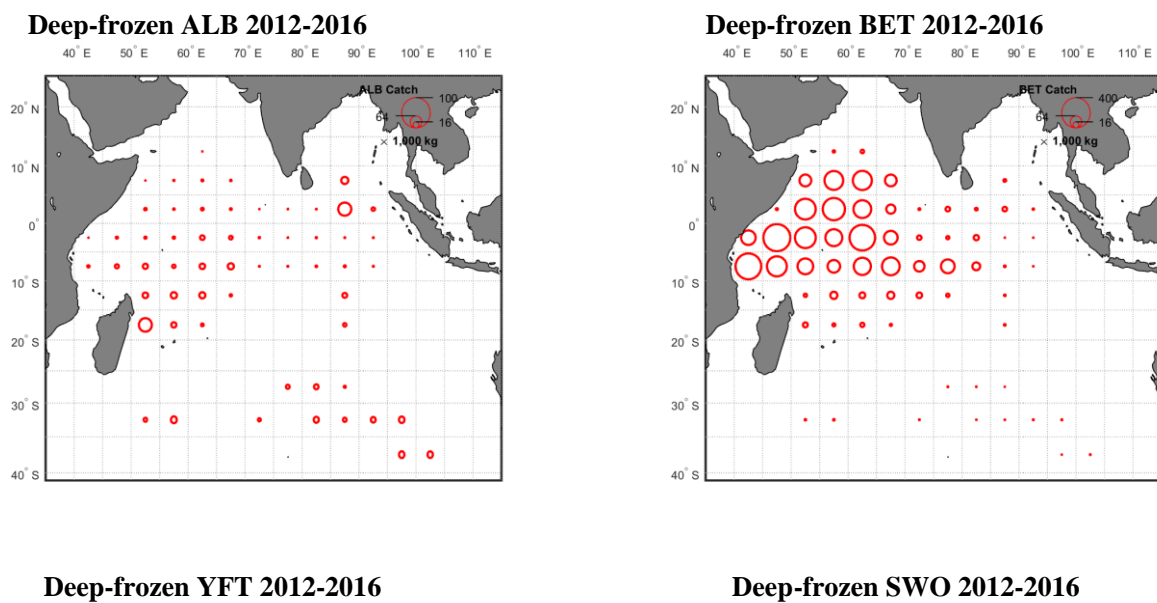 Deep-frozen ALB 2012-2016
40° E 50° E 60° E 70° E 80° E 90° E 100° E 110° E
20° N
10° N
0°
10° S
20° S
30° S
40° S
ALB Catch
100
64
16
× 1,000 kg
Deep-frozen BET 2012-2016
40° E 50° E 60° E 70° E 80° E 90° E 100° E 110° E
20° N
10° N
0°
10° S
20° S
30° S
40° S
BET Catch
400
64
16
× 1,000 kg
Deep-frozen YFT 2012-2016
Deep-frozen SWO 2012-2016